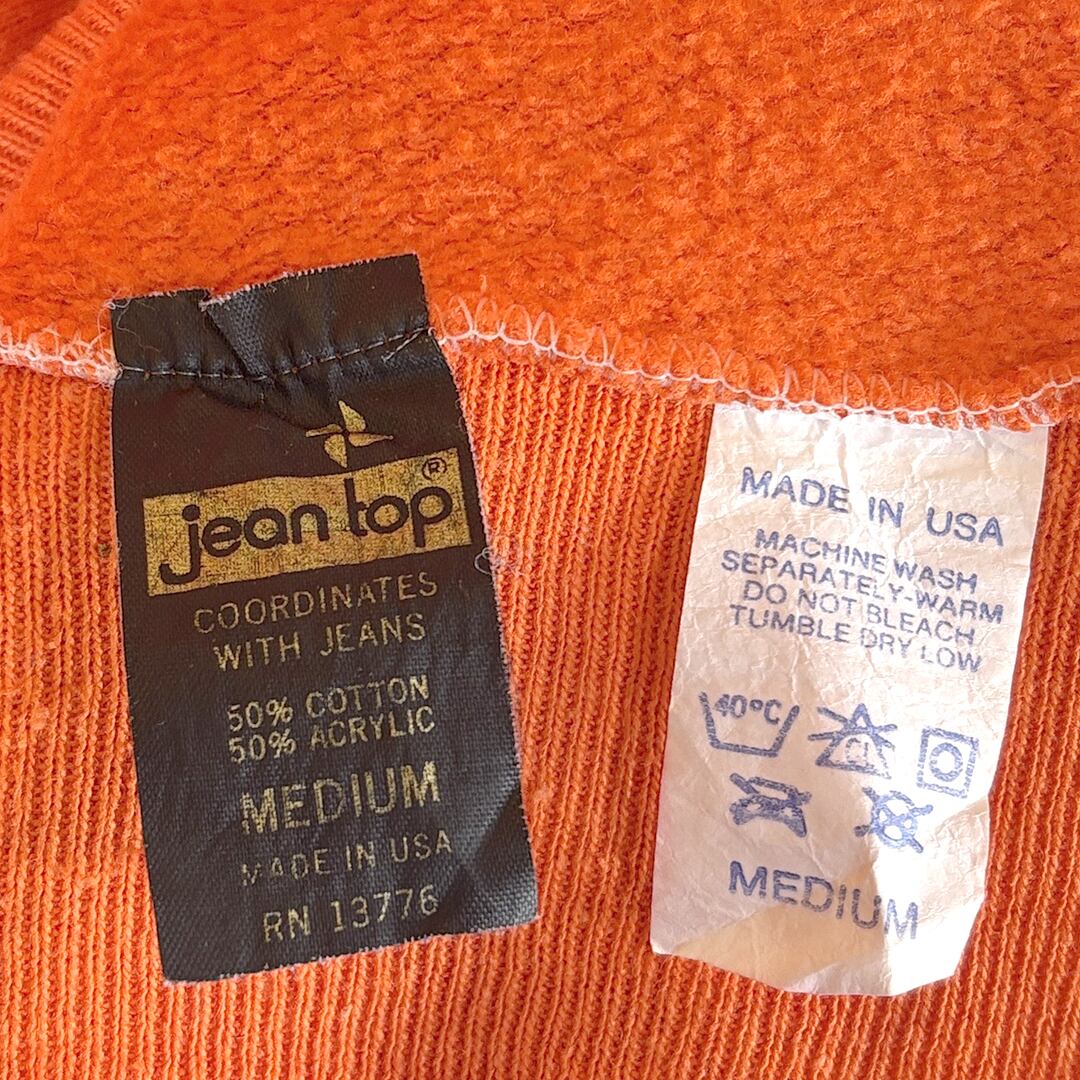 jean top®
COORDINATES
WITH JEANS
50% COTTON
50% ACRYLIC
MEDIUM
MADE IN USA
RN 13776
MADE IN USA
MACHINE WASH
SEPARATELY-WARM
DO NOT BLEACH
TUMBLE DRY LOW
40°C
Cl
MEDIUM